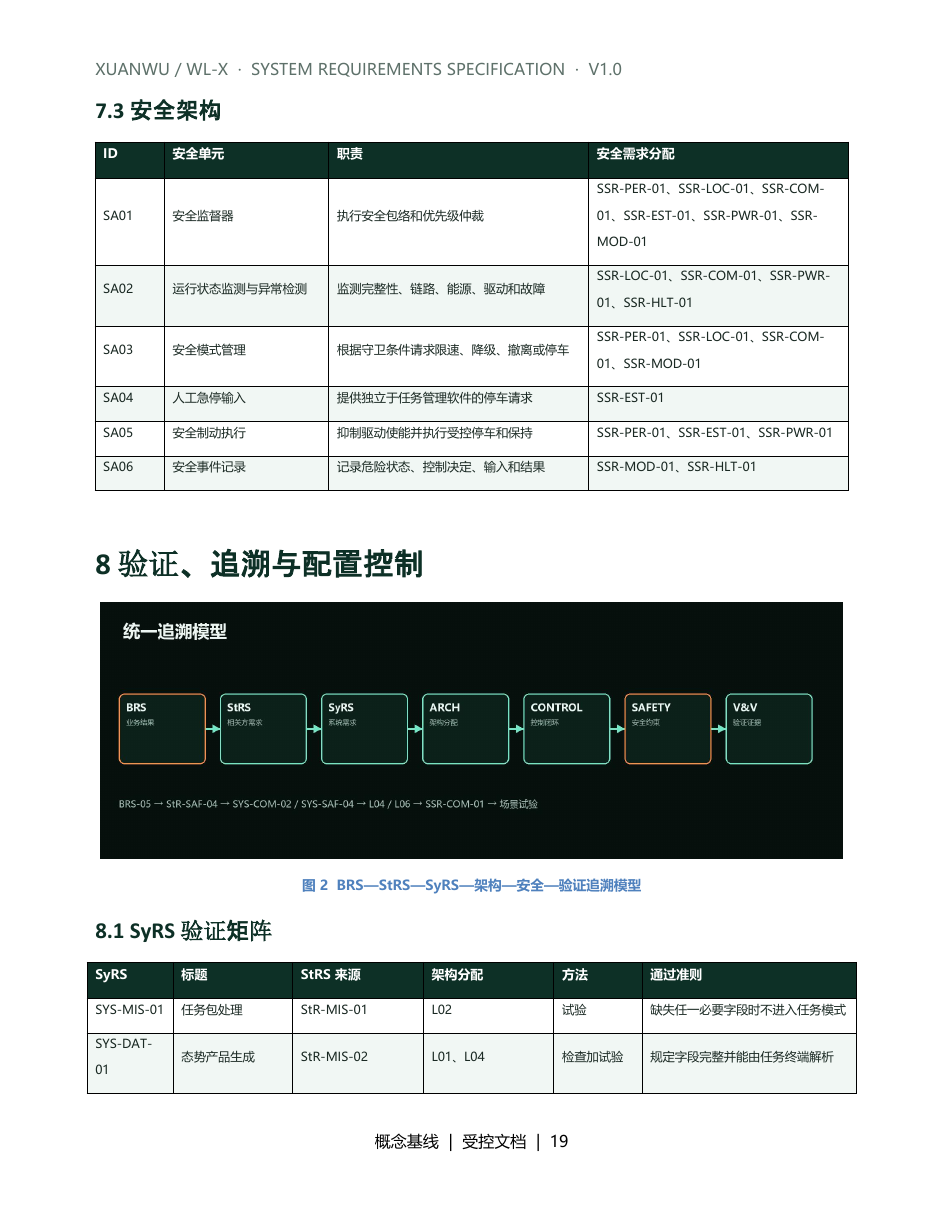 XUANWU / WL-X · SYSTEM REQUIREMENTS SPECIFICATION · V1.0
7.3 安全架构
ID 安全单元 职责 安全需求分配
SA01 安全监督器 执行安全包络和优先级仲裁 SSR-PER-01、SSR-LOC-01、SSR-COM-
01、SSR-EST-01、SSR-PWR-01、SSR-
MOD-01
SA02 运行状态监测与异常检测 监测完整性、链路、能源、驱动和故障 SSR-LOC-01、SSR-COM-01、SSR-PWR-
01、SSR-HLT-01
SA03 安全模式管理 根据守卫条件请求限速、降级、撤离或停车 SSR-PER-01、SSR-LOC-01、SSR-COM-
01、SSR-MOD-01
SA04 人工急停输入 提供独立于任务管理软件的停车请求 SSR-EST-01
SA05 安全制动执行 抑制驱动使能并执行受控停车和保持 SSR-PER-01、SSR-EST-01、SSR-PWR-01
SA06 安全事件记录 记录危险状态、控制决定、输入和结果 SSR-MOD-01、SSR-HLT-01
8 验证、追溯与配置控制
统一追溯模型
BRS StRS SyRS ARCH CONTROL SAFETY V&V
业务结果 相关方需求 系统需求 架构分配 控制闭环 安全约束 验证证据
BRS-05 → StR-SAF-04 → SYS-COM-02 / SYS-SAF-04 → L04 / L06 → SSR-COM-01 → 场景试验
图 2 BRS—StRS—SyRS—架构—安全—验证追溯模型
8.1 SyRS 验证矩阵
SyRS 标题 StRS 来源 架构分配 方法 通过准则
SYS-MIS-01 任务包处理 StR-MIS-01 L02 试验 缺失任一必要字段时不进入任务模式
SYS-DAT-
01 态势产品生成 StR-MIS-02 L01、L04 检查加试验 规定字段完整并能由任务终端解析
概念基线 | 受控文档 | 19